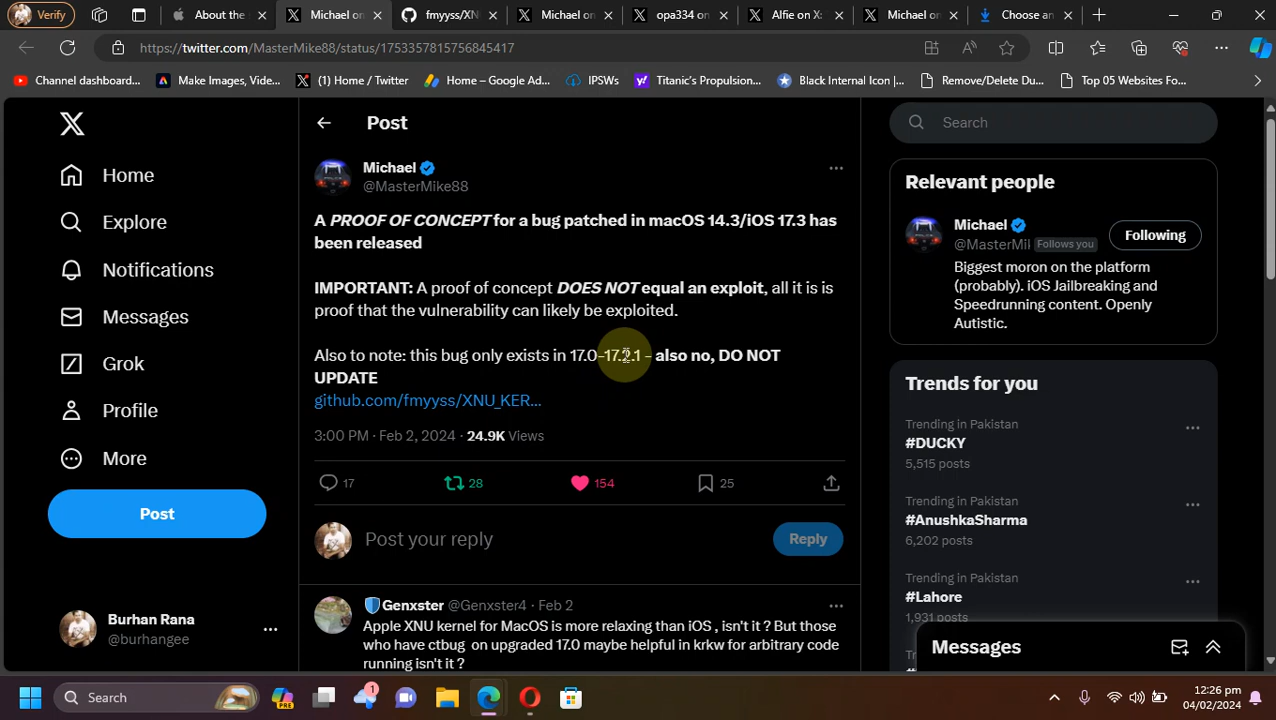 Verify
About the
Michael on
fmyyss/XN
Michael on
opa334 on
Alfie on X:
Michael on
Choose an
https://twitter.com/MasterMike88/status/1753357815756845417
Channel dashboard...
Make Images, Vide...
(1) Home / Twitter
Home – Google Ad...
IPSWs
Titanic's Propulsion...
Black Internal Icon |...
Remove/Delete Du...
Top 05 Websites Fo...
Home
Explore
Notifications
Messages
Grok
Profile
More
Post
Burhan Rana
@burhangee
Post
Michael
@MasterMike88
A PROOF OF CONCEPT for a bug patched in macOS 14.3/iOS 17.3 has
been released
IMPORTANT: A proof of concept DOES NOT equal an exploit, all it is is
proof that the vulnerability can likely be exploited.
Also to note: this bug only exists in 17.0-17.2.1 - also no, DO NOT
UPDATE
github.com/fmyyss/XNU_KER...
3:00 PM · Feb 2, 2024 · 24.9K Views
17
28
154
25
Post your reply
Reply
Genxster @Genxster4 · Feb 2
Apple XNU kernel for MacOS is more relaxing than iOS , isn't it ? But those
who have ctbug on upgraded 17.0 maybe helpful in krkw for arbitrary code
running isn't it ?
Search
Relevant people
Michael
@MasterMil
Follows you
Following
Biggest moron on the platform
(probably). iOS Jailbreaking and
Speedrunning content. Openly
Autistic.
Trends for you
Trending in Pakistan
#DUCKY
5,515 posts
Trending in Pakistan
#AnushkaSharma
6,202 posts
Trending in Pakistan
#Lahore
1,931 posts
Messages
Search
PRE
1
12:26 pm
04/02/2024